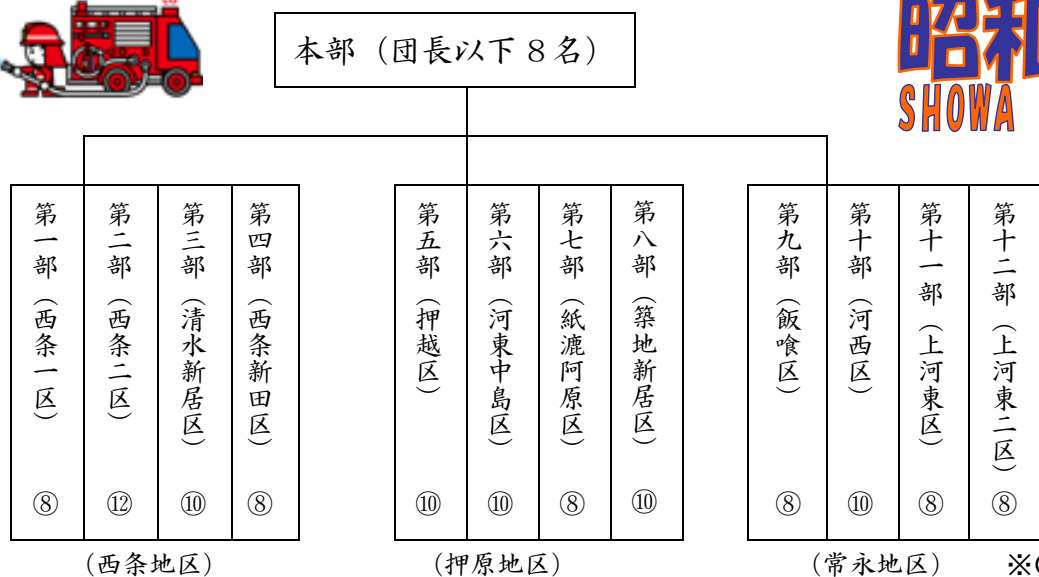 本部（団長以下８名）
昭和
SHOWA
第一部（西条一区）⑧
第二部（西条二区）⑫
第三部（清水新居区）⑩
第四部（西条新田区）⑧
第五部（押越区）⑩
第六部（河東中島区）⑩
第七部（紙漉阿原区）⑧
第八部（築地新居区）⑩
第九部（飯喰区）⑧
第十部（河西区）⑩
第十一部（上河東区）⑧
第十二部（上河東二区）⑧
（西条地区）
（押原地区）
（常永地区）
※